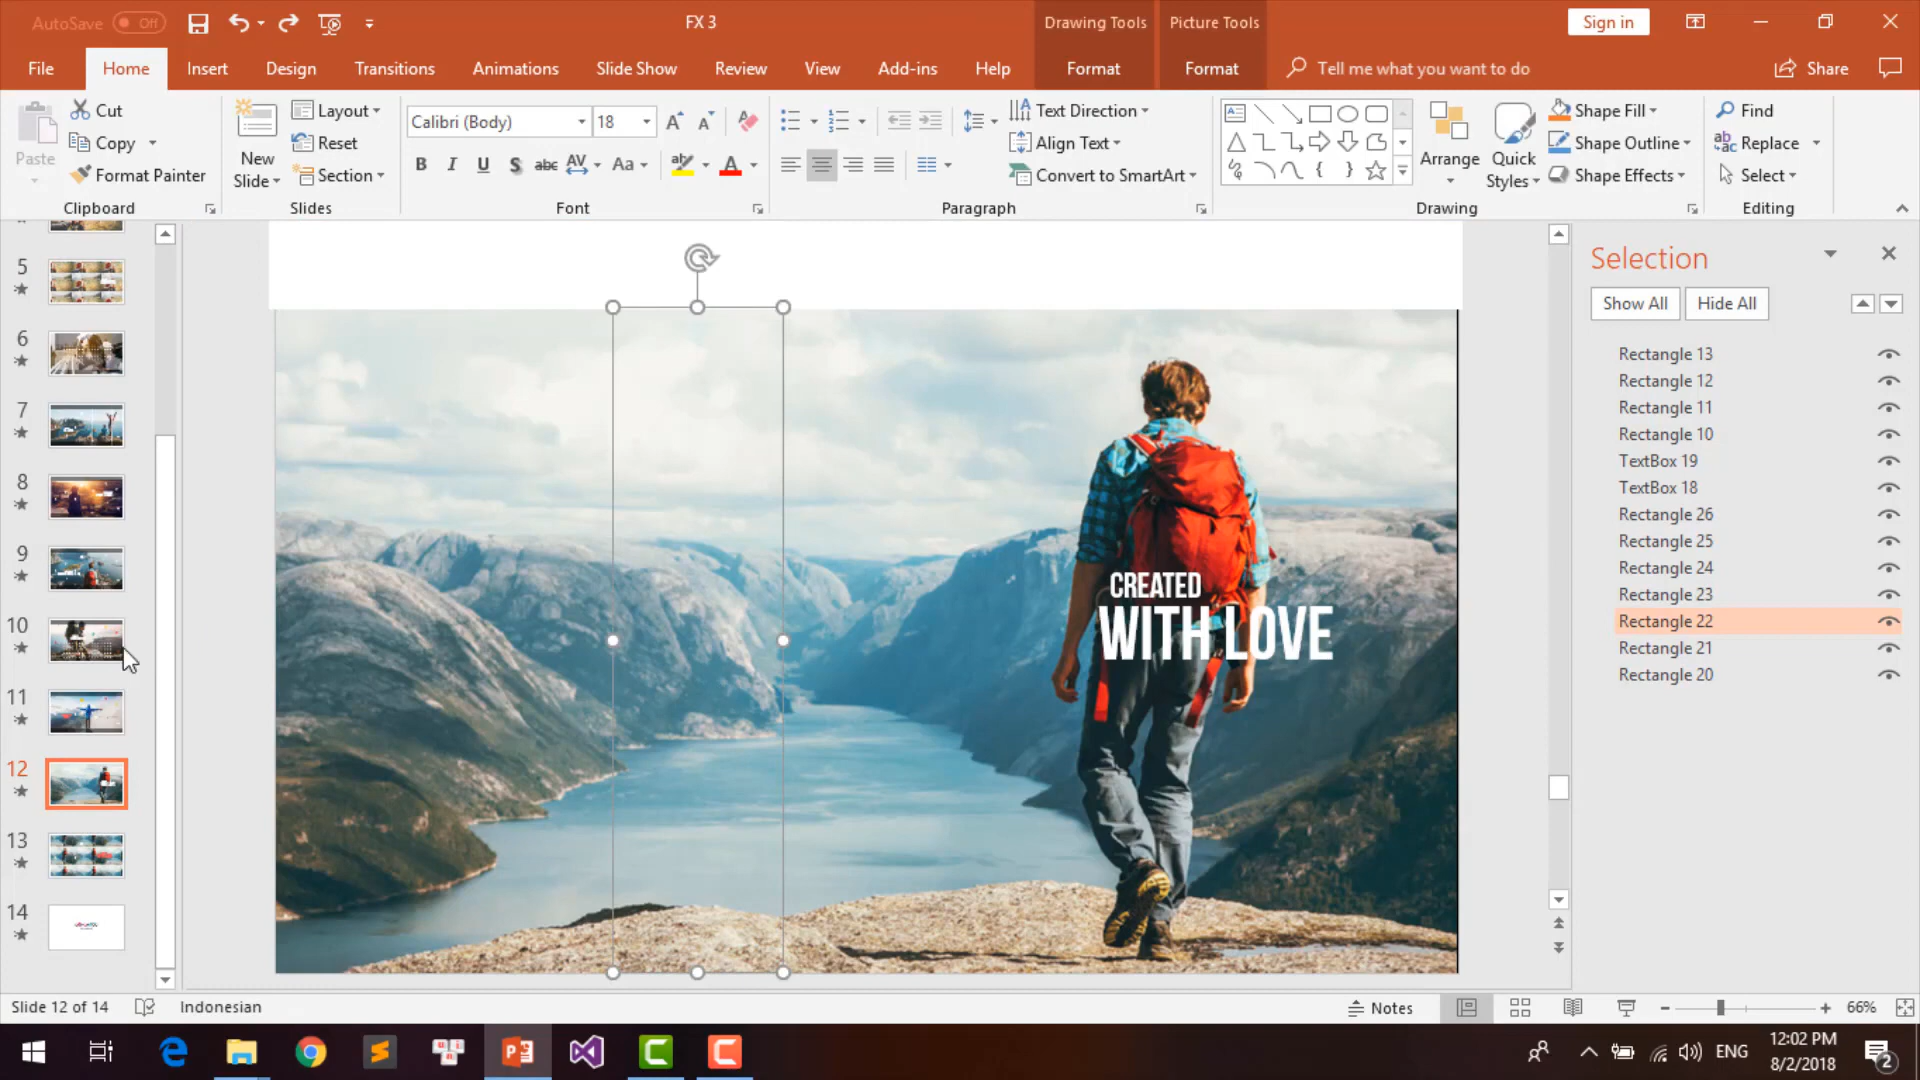 AutoSave Off FX 3 Drawing Tools Picture Tools Sign in
File Home Insert Design Transitions Animations Slide Show Review View Add-ins Help Format Format Tell me what you want to do Share
Paste
Cut
Copy
Format Painter
Clipboard
New
Slide
Layout
Reset
Section
Slides
Calibri (Body) 18
B I U S abc AV Aa A
Font
Text Direction
Align Text
Convert to SmartArt
Paragraph
Arrange
Quick
Styles
Shape Fill
Shape Outline
Shape Effects
Drawing
Find
Replace
Select
Editing
5
6
7
8
9
10
11
12
13
14
CREATED
WITH LOVE
Selection
Show All Hide All
Rectangle 13
Rectangle 12
Rectangle 11
Rectangle 10
TextBox 19
TextBox 18
Rectangle 26
Rectangle 25
Rectangle 24
Rectangle 23
Rectangle 22
Rectangle 21
Rectangle 20
Slide 12 of 14 Indonesian Notes 66%
ENG
12:02 PM
8/2/2018
2